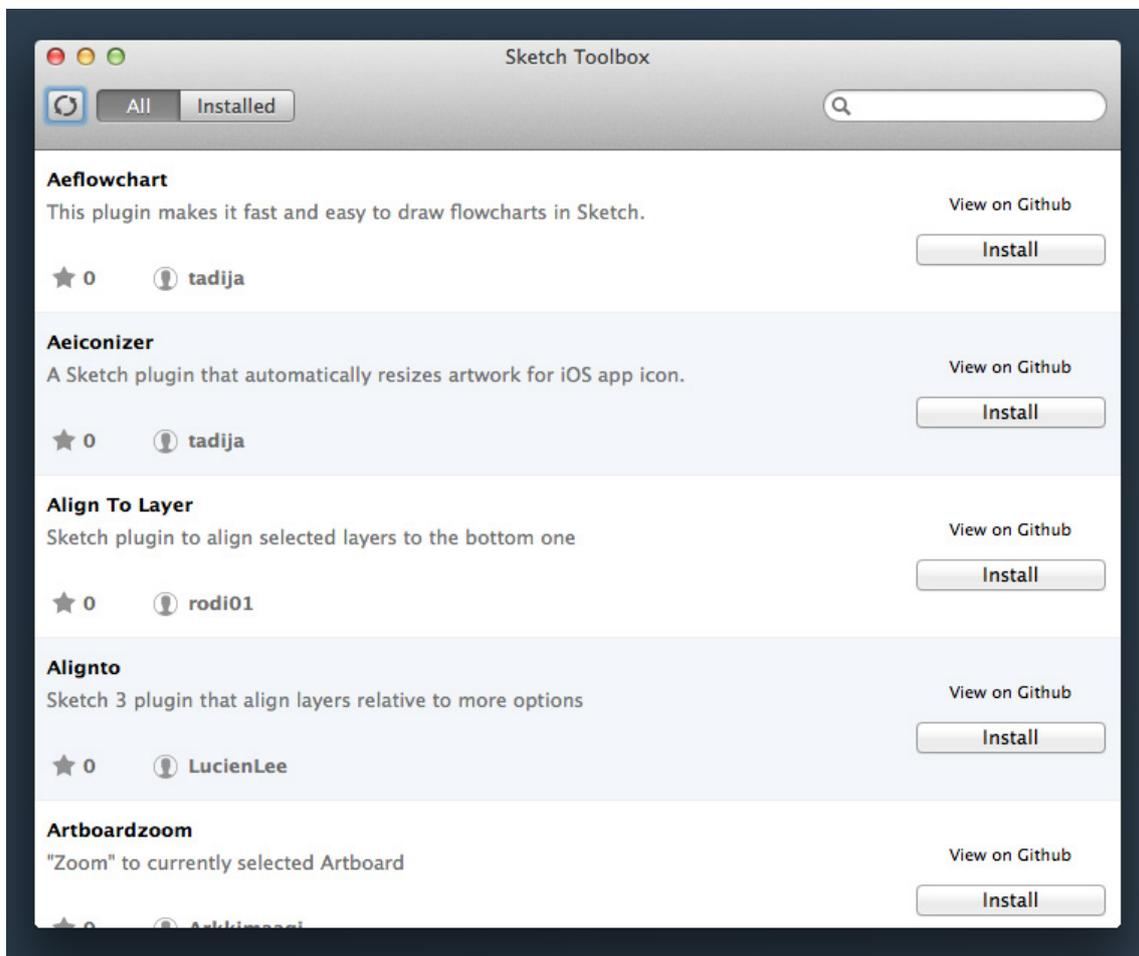 Sketch Toolbox
All Installed
Aeflowchart
This plugin makes it fast and easy to draw flowcharts in Sketch.
View on Github
Install
0 tadija
Aeiconizer
A Sketch plugin that automatically resizes artwork for iOS app icon.
View on Github
Install
0 tadija
Align To Layer
Sketch plugin to align selected layers to the bottom one
View on Github
Install
0 rodi01
Alignto
Sketch 3 plugin that align layers relative to more options
View on Github
Install
0 LucienLee
Artboardzoom
"Zoom" to currently selected Artboard
View on Github
Install